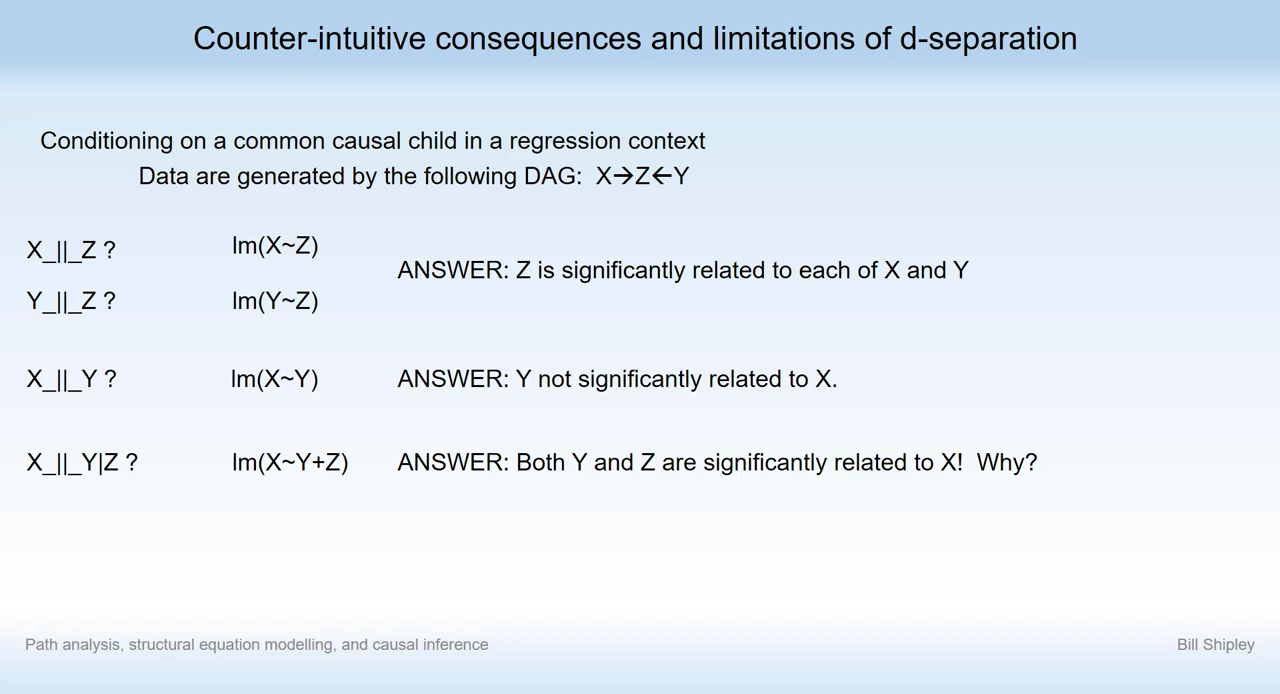 Counter-intuitive consequences and limitations of d-separation
Conditioning on a common causal child in a regression context
Data are generated by the following DAG:  X→Z←Y
X_||_Z ?
lm(X~Z)
ANSWER: Z is significantly related to each of X and Y
Y_||_Z ?
lm(Y~Z)
X_||_Y ?
lm(X~Y)
ANSWER: Y not significantly related to X.
X_||_Y|Z ?
lm(X~Y+Z)
ANSWER: Both Y and Z are significantly related to X!  Why?
Path analysis, structural equation modelling, and causal inference
Bill Shipley